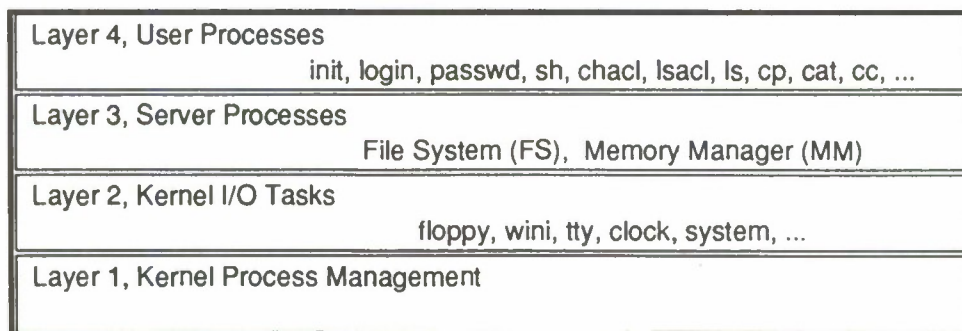 Layer 4, User Processes
init, login, passwd, sh, chacl, lsacl, ls, cp, cat, cc, ...
Layer 3, Server Processes
File System (FS), Memory Manager (MM)
Layer 2, Kernel I/O Tasks
floppy, wini, tty, clock, system, ...
Layer 1, Kernel Process Management